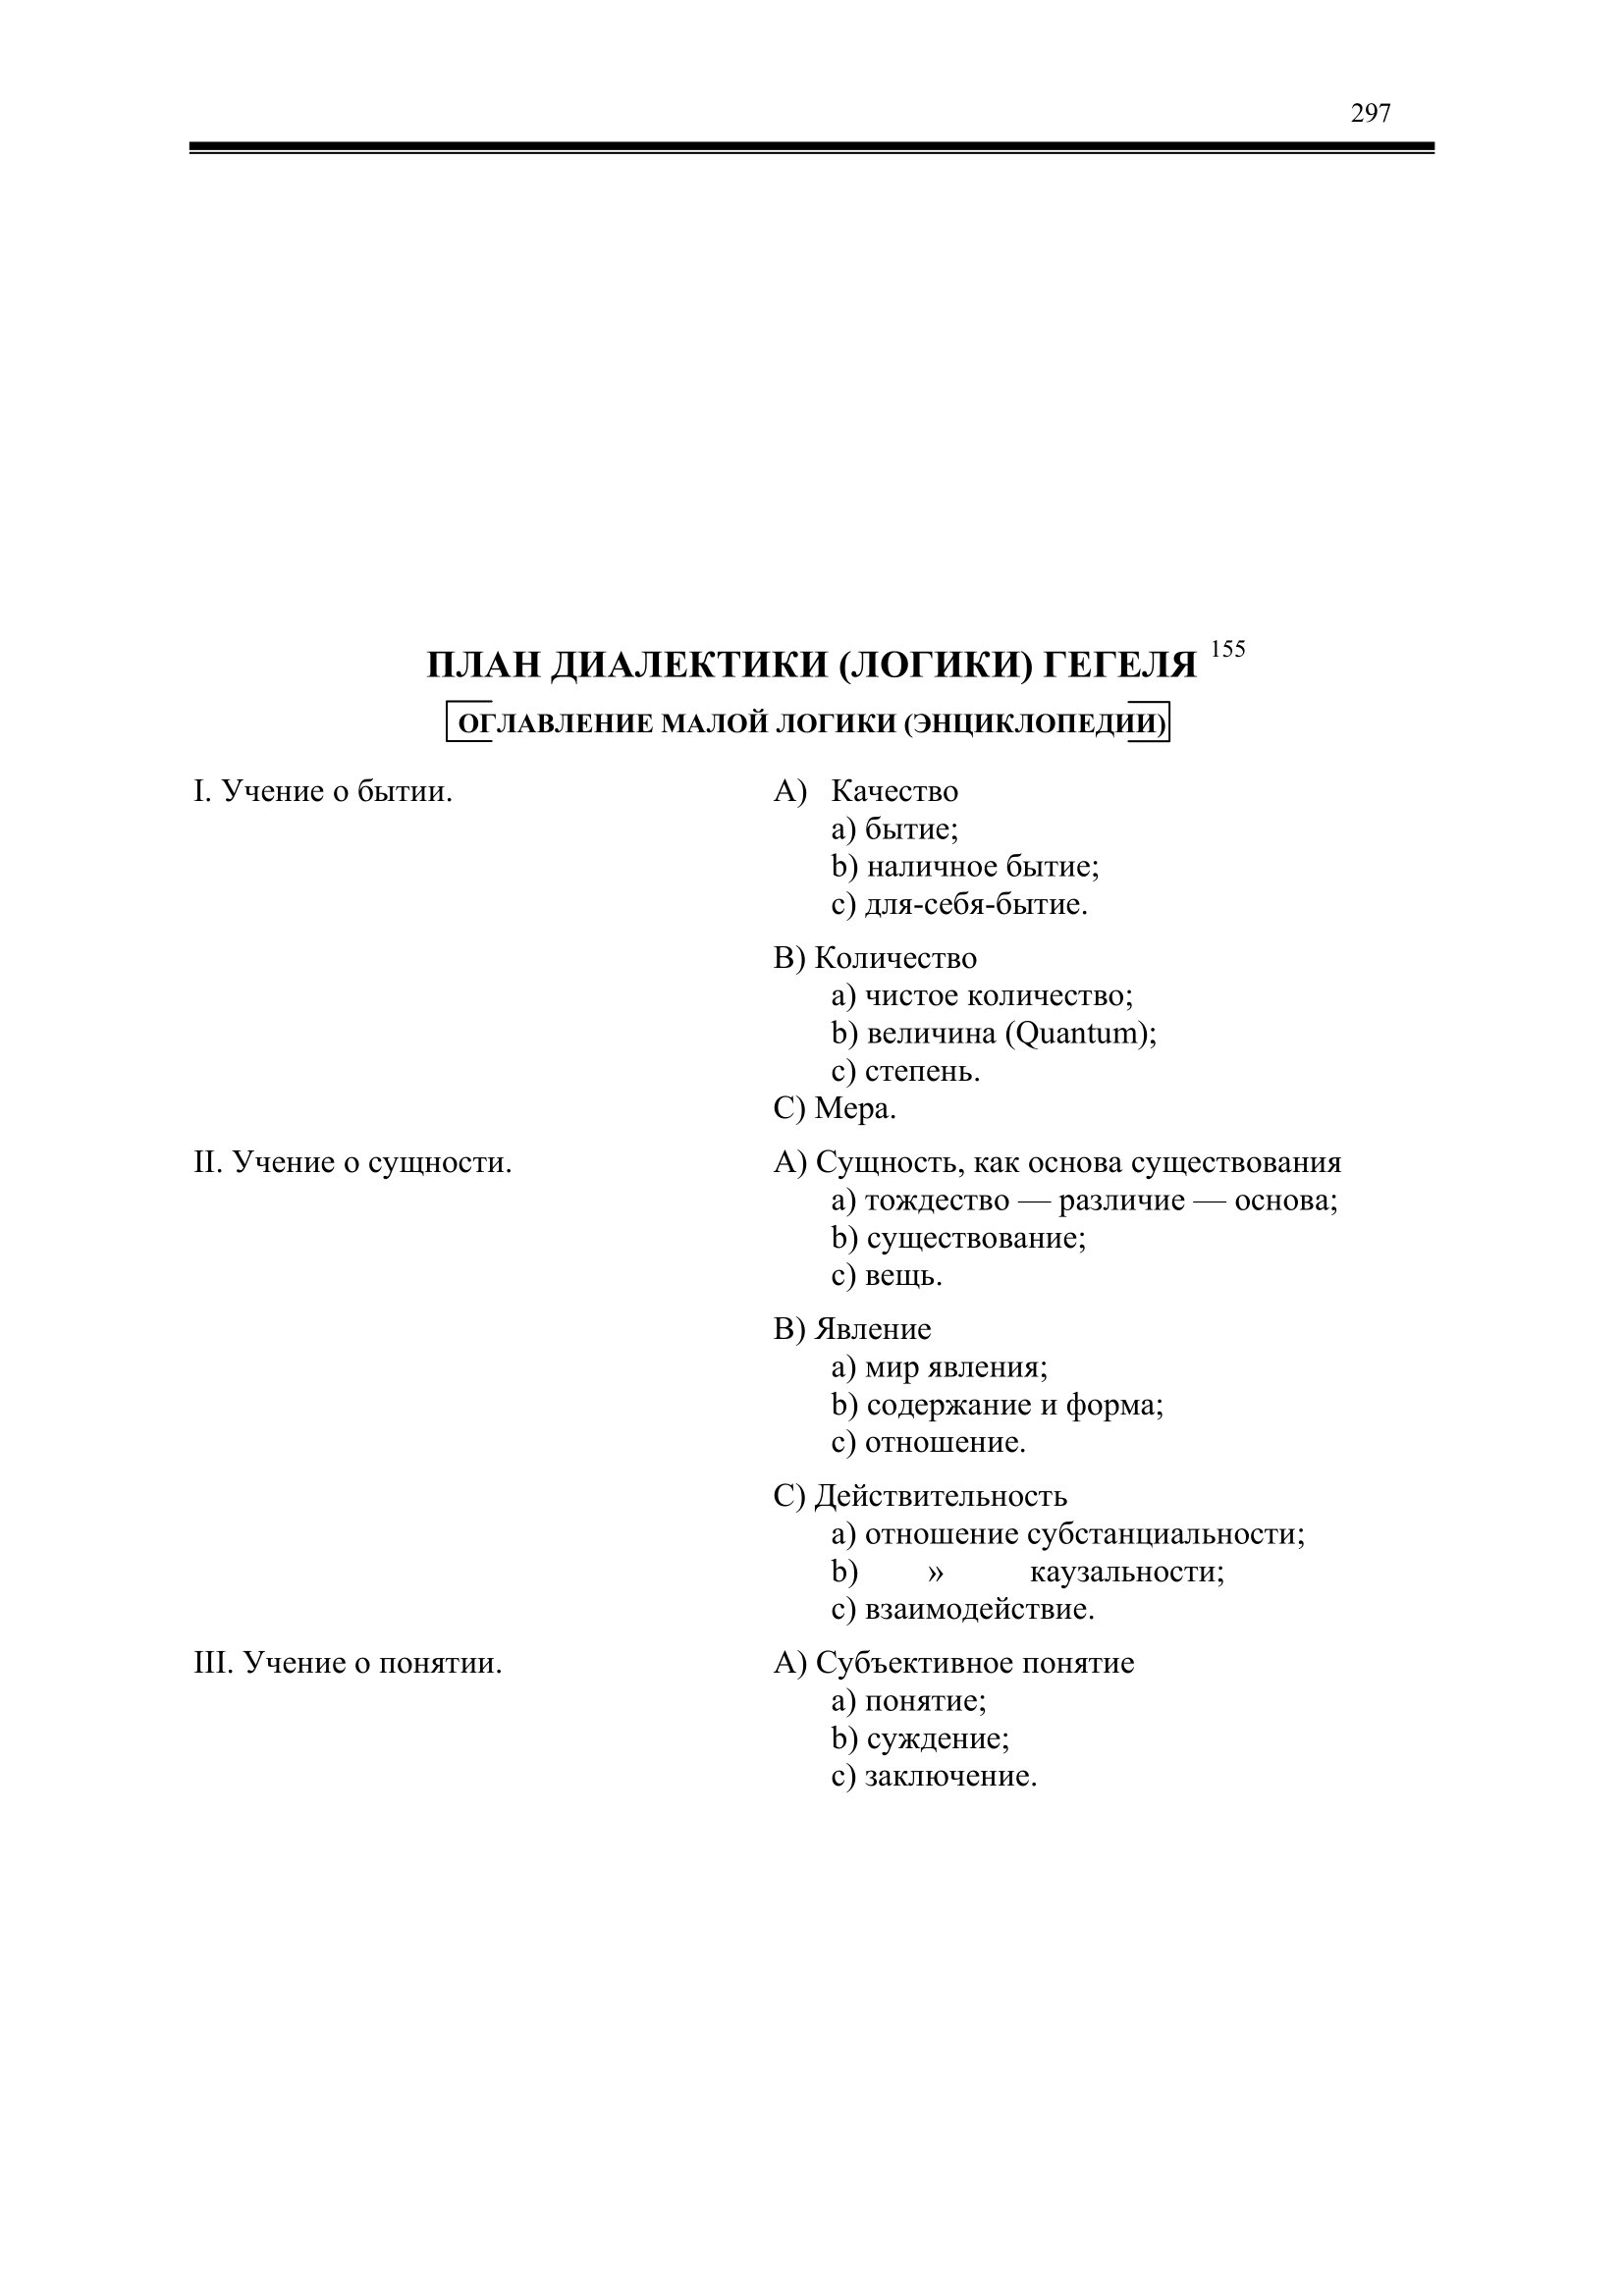 297
ПЛАН ДИАЛЕКТИКИ (ЛОГИКИ) ГЕГЕЛЯ 155
ОГЛАВЛЕНИЕ МАЛОЙ ЛОГИКИ (ЭНЦИКЛОПЕДИИ)
I. Учение о бытии. A) Качество
a) бытие;
b) наличное бытие;
c) для-себя-бытие.
B) Количество
a) чистое количество;
b) величина (Quantum);
c) степень.
C) Мера.
II. Учение о сущности. A) Сущность, как основа существования
a) тождество — различие — основа;
b) существование;
c) вещь.
B) Явление
a) мир явления;
b) содержание и форма;
c) отношение.
C) Действительность
a) отношение субстанциальности;
b) » каузальности;
c) взаимодействие.
III. Учение о понятии. A) Субъективное понятие
a) понятие;
b) суждение;
c) заключение.